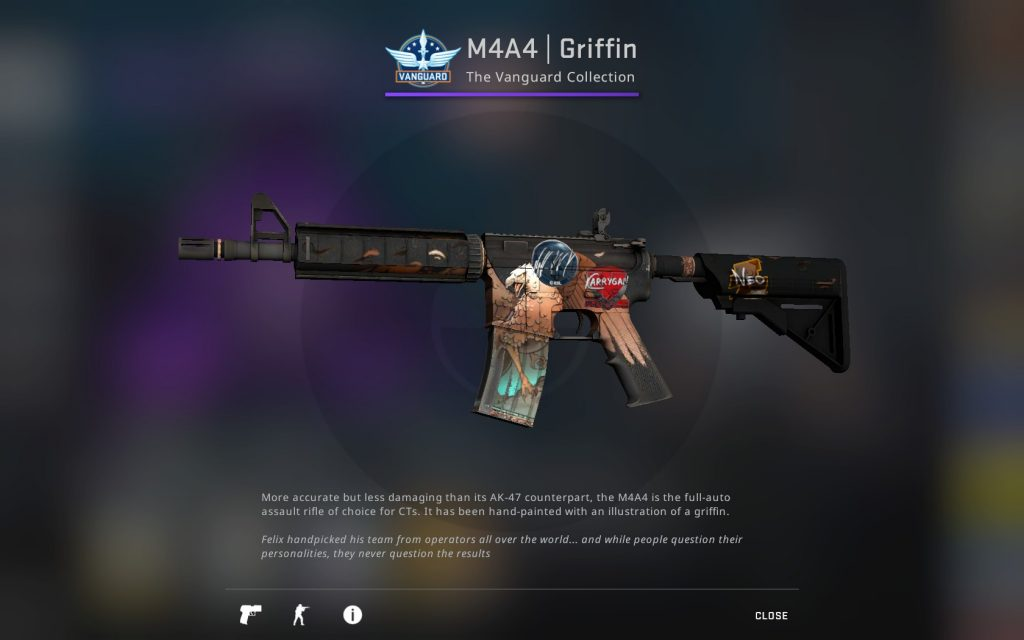 M4A4 | Griffin
VANGUARD
The Vanguard Collection
KARRIGAN
NEO
More accurate but less damaging than its AK-47 counterpart, the M4A4 is the full-auto
assault rifle of choice for CTs. It has been hand-painted with an illustration of a griffin.
Felix handpicked his team from operators all over the world... and while people question their
personalities, they never question the results
CLOSE